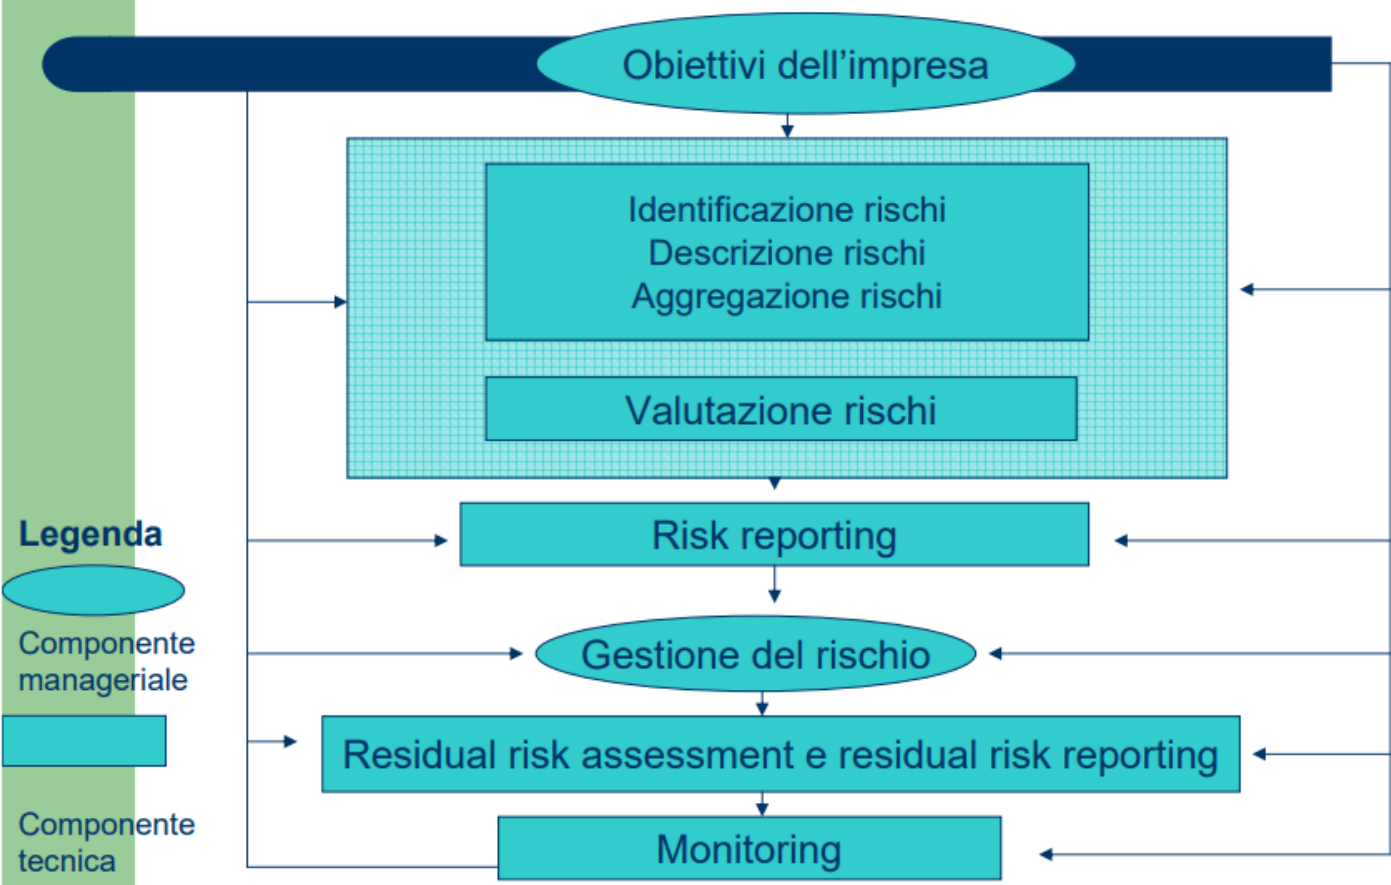 Obiettivi dell’impresa
Identificazione rischi
Descrizione rischi
Aggregazione rischi
Valutazione rischi
Risk reporting
Gestione del rischio
Residual risk assessment e residual risk reporting
Monitoring
Legenda
Componente
manageriale
Componente
tecnica